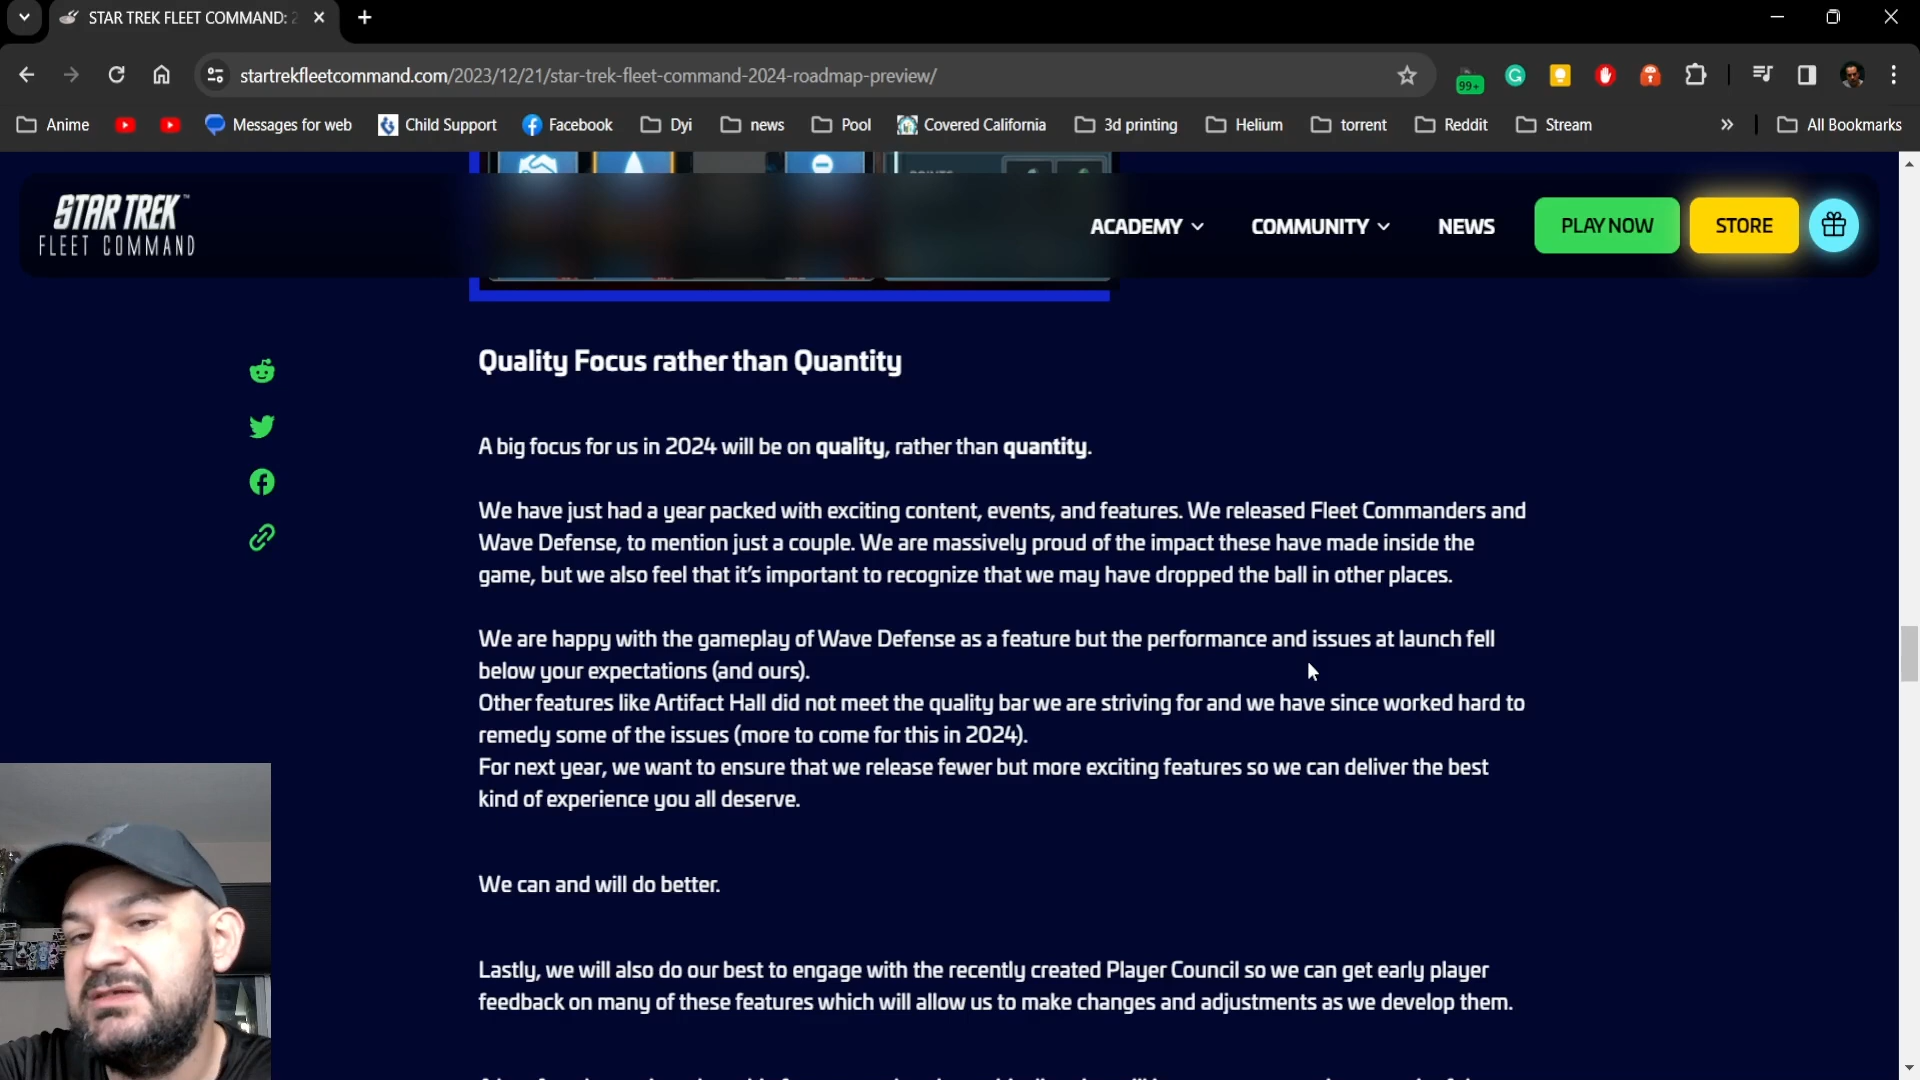 STAR TREK FLEET COMMAND: 2
startrekfleetcommand.com/2023/12/21/star-trek-fleet-command-2024-roadmap-preview/
99+
Anime
Messages for web
Child Support
Facebook
Dyi
news
Pool
Covered California
3d printing
Helium
torrent
Reddit
Stream
All Bookmarks
STAR TREK™
FLEET COMMAND
ACADEMY
COMMUNITY
NEWS
PLAY NOW
STORE
Quality Focus rather than Quantity
A big focus for us in 2024 will be on quality, rather than quantity.
We have just had a year packed with exciting content, events, and features. We released Fleet Commanders and
Wave Defense, to mention just a couple. We are massively proud of the impact these have made inside the
game, but we also feel that it's important to recognize that we may have dropped the ball in other places.
We are happy with the gameplay of Wave Defense as a feature but the performance and issues at launch fell
below your expectations (and ours).
Other features like Artifact Hall did not meet the quality bar we are striving for and we have since worked hard to
remedy some of the issues (more to come for this in 2024).
For next year, we want to ensure that we release fewer but more exciting features so we can deliver the best
kind of experience you all deserve.
We can and will do better.
Lastly, we will also do our best to engage with the recently created Player Council so we can get early player
feedback on many of these features which will allow us to make changes and adjustments as we develop them.